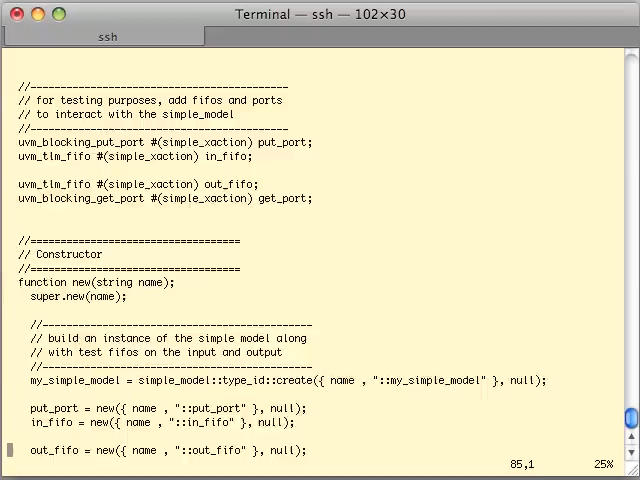 Terminal — ssh — 102×30
ssh
//------------------------------------------
// for testing purposes, add fifos and ports
// to interact with the simple_model
//------------------------------------------
uvm_blocking_put_port #(simple_xaction) put_port;
uvm_tlm_fifo #(simple_xaction) in_fifo;
uvm_tlm_fifo #(simple_xaction) out_fifo;
uvm_blocking_get_port #(simple_xaction) get_port;
//===================================
// Constructor
//===================================
function new(string name);
super.new(name);
//---------------------------------------------
// build an instance of the simple model along
// with test fifos on the input and output
//---------------------------------------------
my_simple_model = simple_model::type_id::create({ name , "::my_simple_model" }, null);
put_port = new({ name , "::put_port" }, null);
in_fifo = new({ name , "::in_fifo" }, null);
out_fifo = new({ name , "::out_fifo" }, null);
85,1 25%